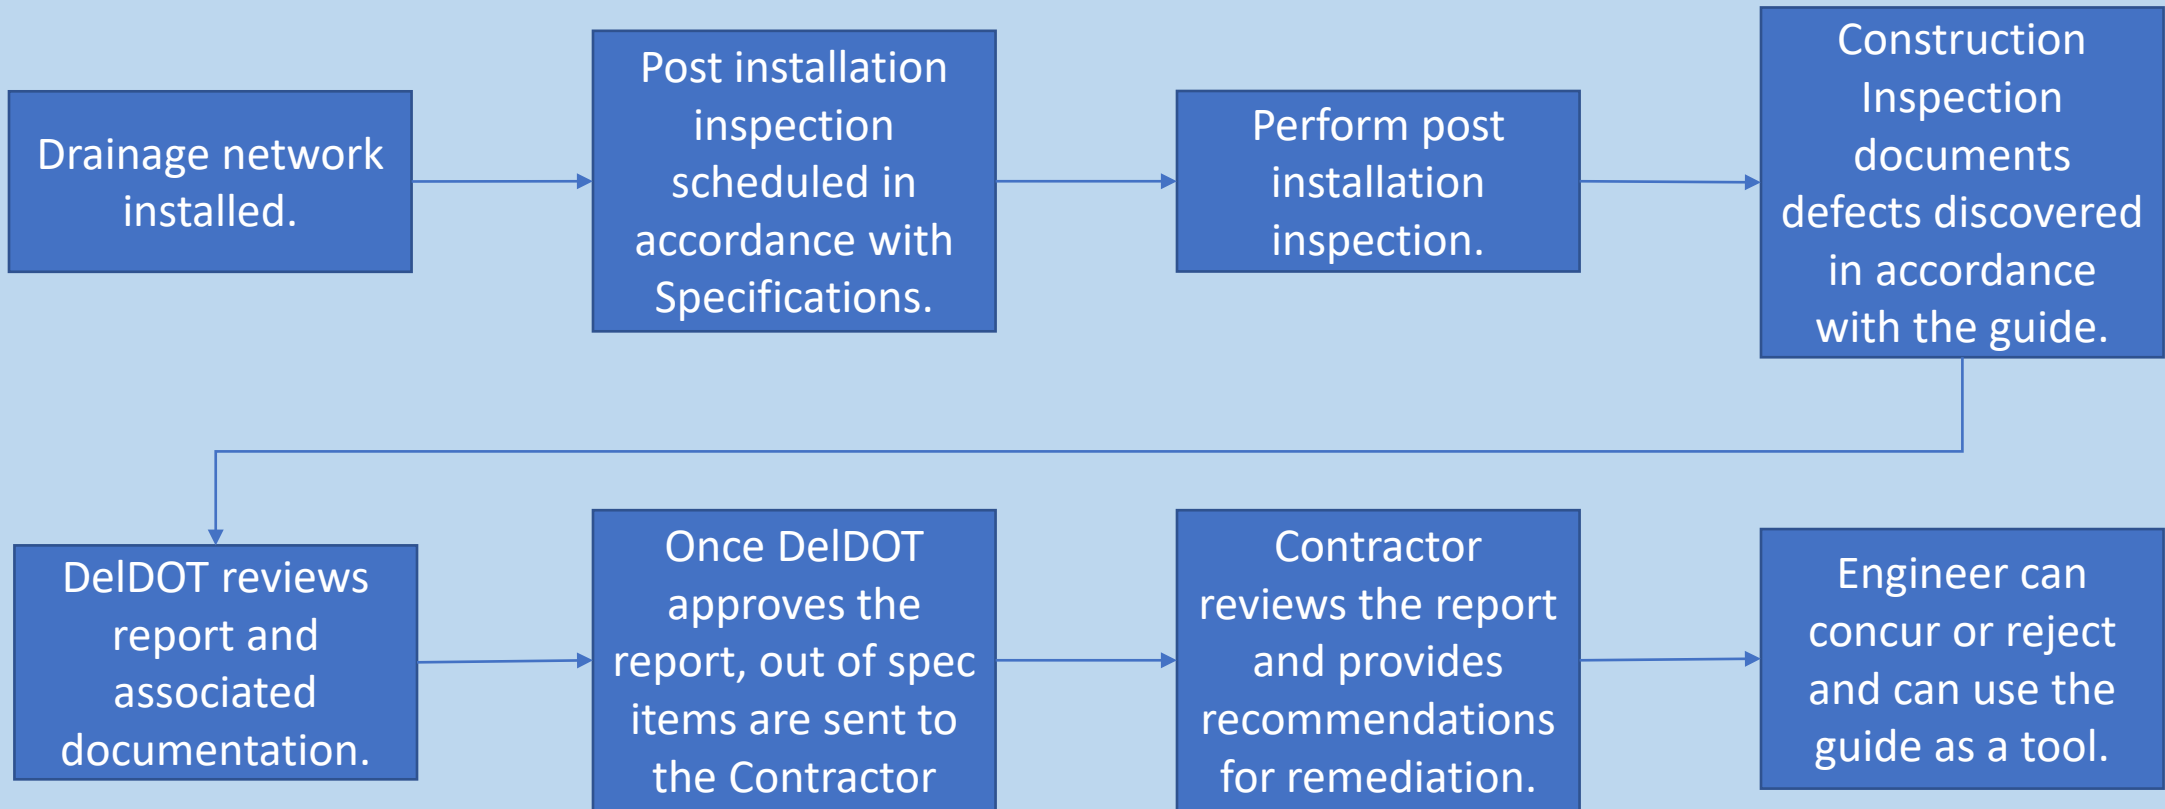 Drainage network
installed.
Post installation
inspection
scheduled in
accordance with
Specifications.
Perform post
installation
inspection.
Construction
Inspection
documents
defects discovered
in accordance
with the guide.
DelDOT reviews
report and
associated
documentation.
Once DelDOT
approves the
report, out of spec
items are sent to
the Contractor
Contractor
reviews the report
and provides
recommendations
for remediation.
Engineer can
concur or reject
and can use the
guide as a tool.